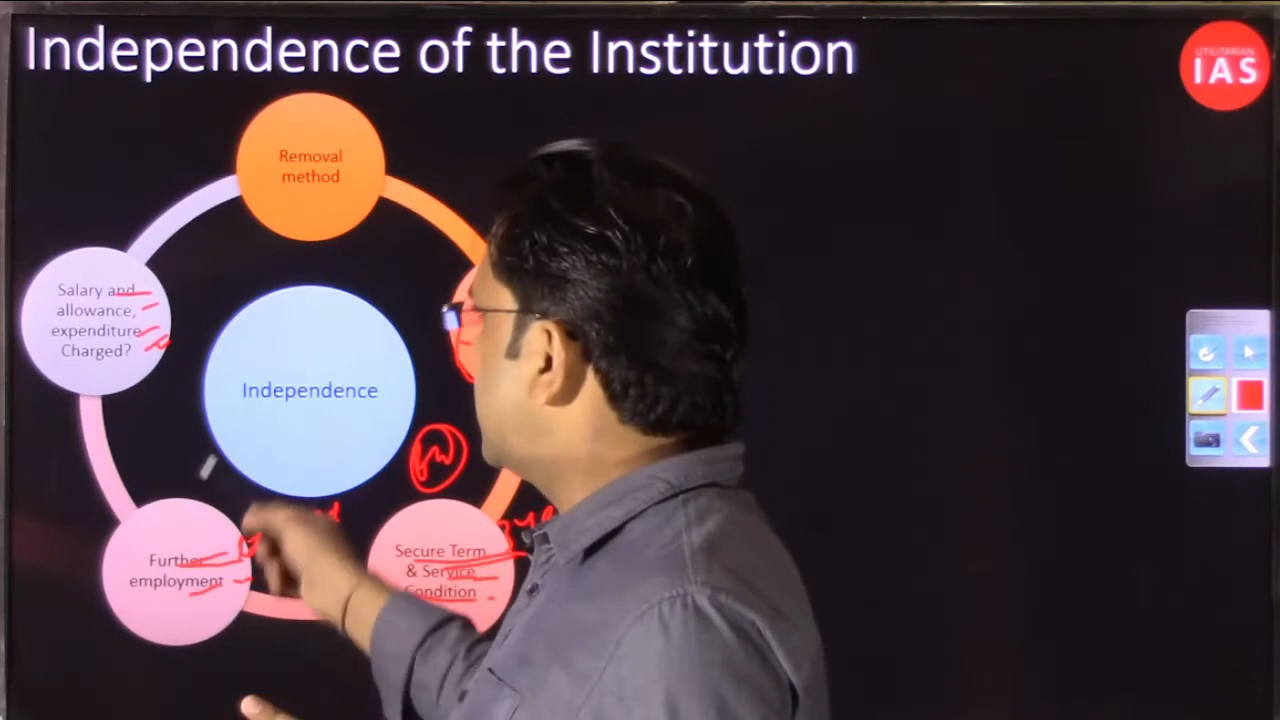 Independence of the Institution
UTILITARIAN
IAS
Removal
method
Salary and
allowance,
expenditure
Charged?
Independence
Further
employment
Secure Term
& Service
Condition